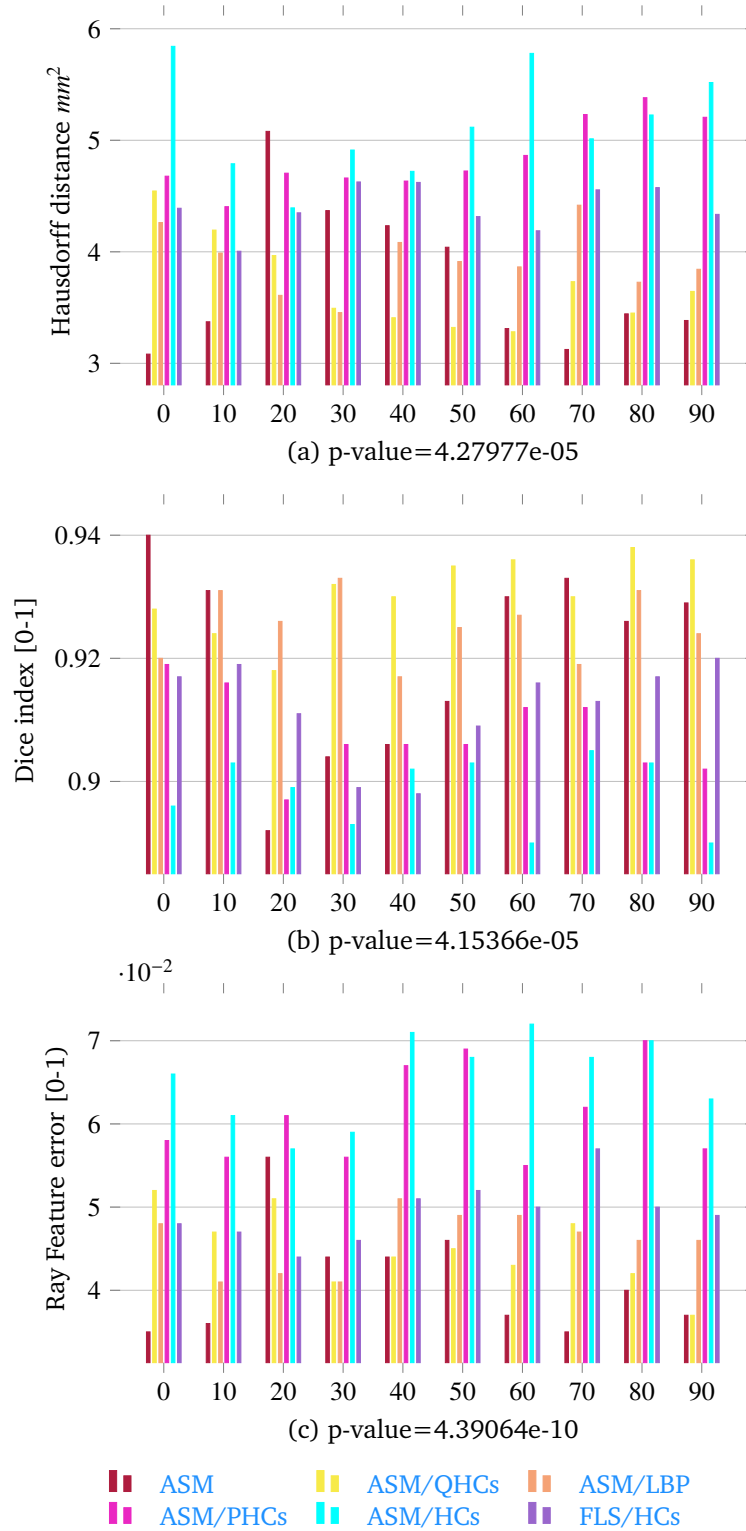 6
5
4
3
Hausdorff distance mm²
0 10 20 30 40 50 60 70 80 90
(a) p-value=4.27977e-05
0.94
0.92
0.9
Dice index [0-1]
0 10 20 30 40 50 60 70 80 90
(b) p-value=4.15366e-05
·10⁻²
7
6
5
4
Ray Feature error [0-1)
0 10 20 30 40 50 60 70 80 90
(c) p-value=4.39064e-10
ASM ASM/QHCs ASM/LBP
ASM/PHCs ASM/HCs FLS/HCs